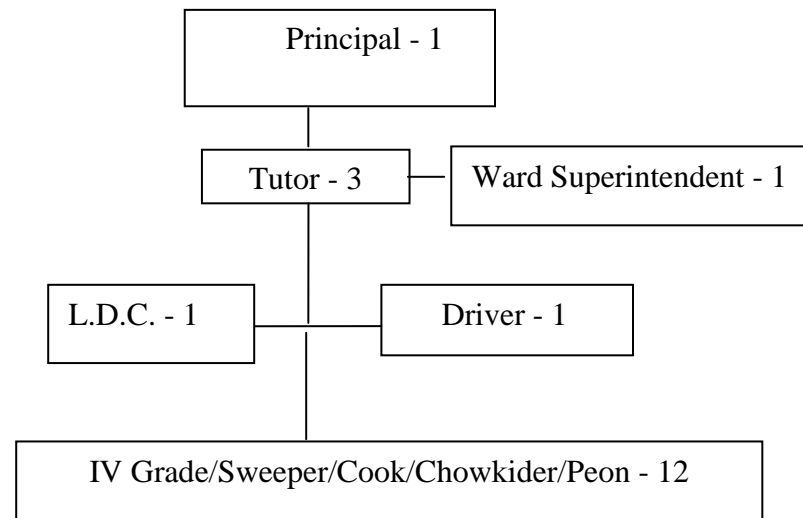 Principal - 1
Tutor - 3
Ward Superintendent - 1
L.D.C. - 1
Driver - 1
IV Grade/Sweeper/Cook/Chowkider/Peon - 12